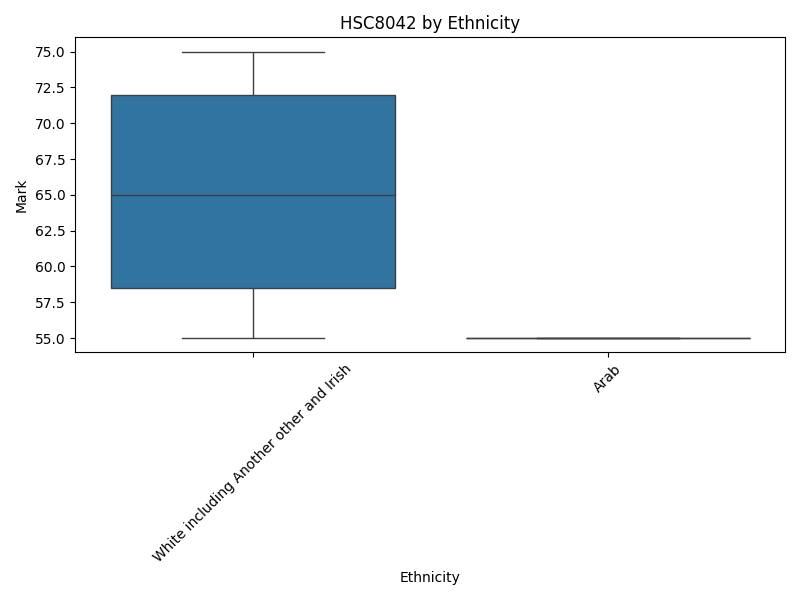 HSC8042 by Ethnicity
75.0
72.5
70.0
67.5
65.0
62.5
60.0
57.5
55.0
Mark
White including Another other and Irish
Arab
Ethnicity